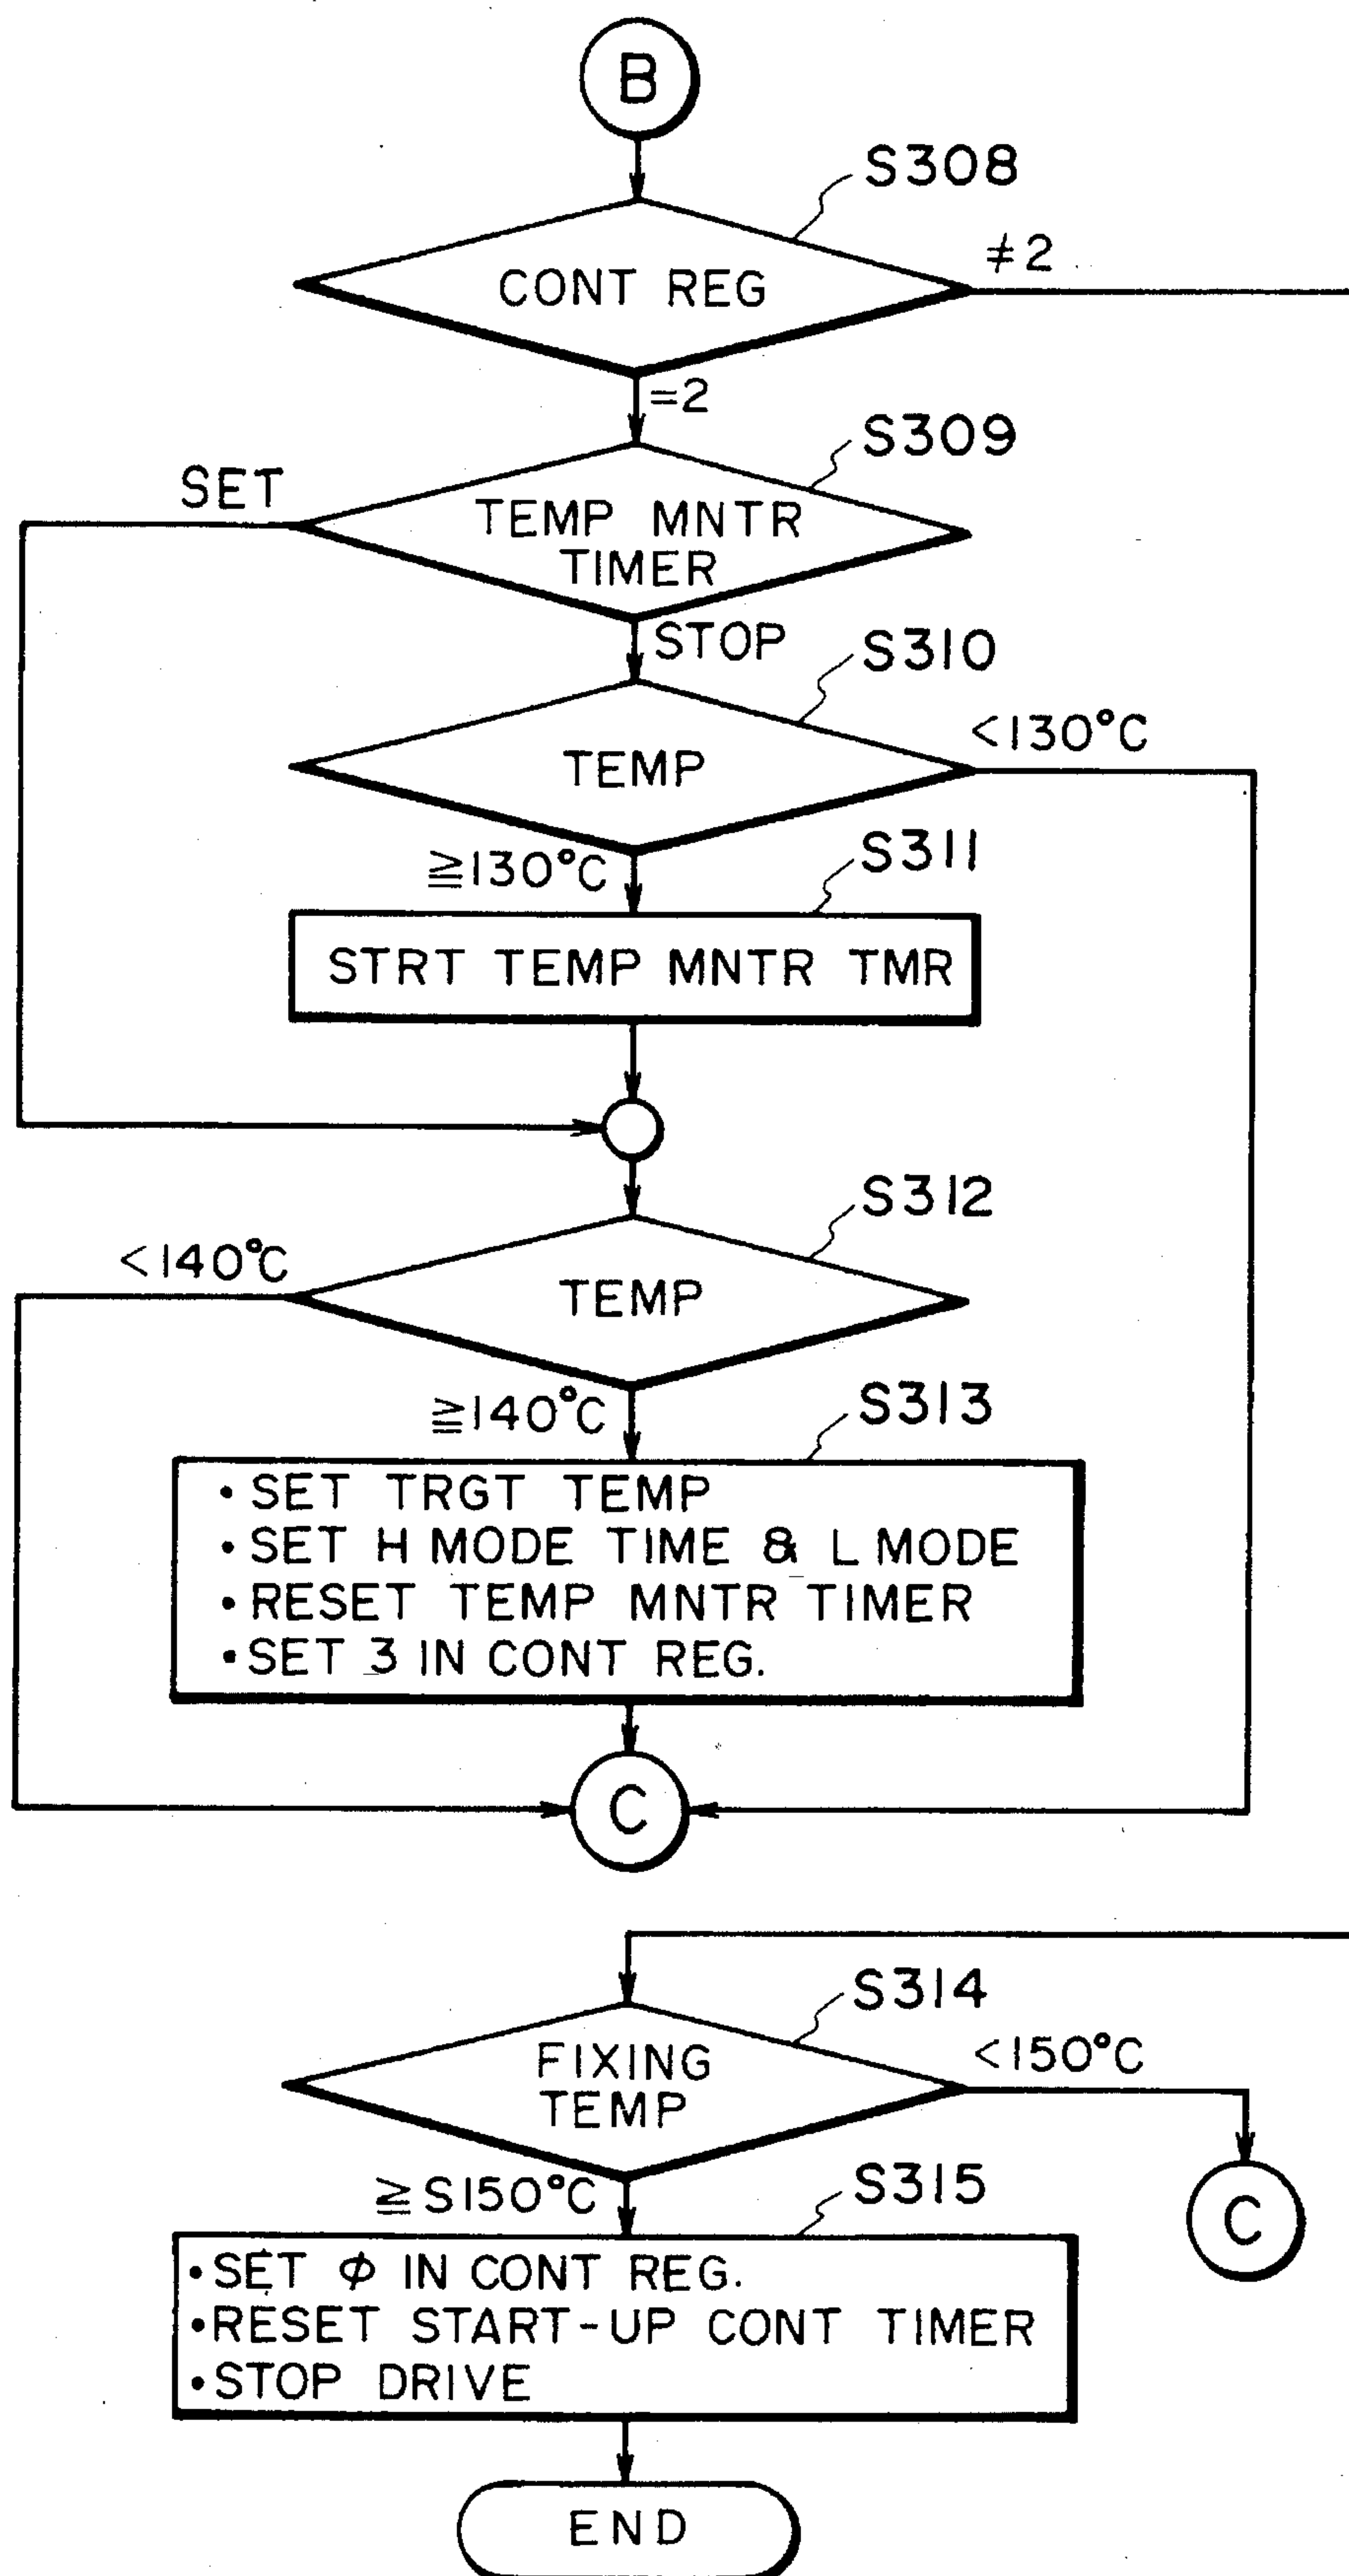 B
S308
CONT REG
≠2
=2
S309
SET
TEMP MNTR
TIMER
STOP
S310
TEMP
<130°C
≧130°C
S311
STRT TEMP MNTR TMR
S312
<140°C
TEMP
≧140°C
S313
•SET TRGT TEMP
•SET H MODE TIME & L MODE
•RESET TEMP MNTR TIMER
•SET 3 IN CONT REG.
C
S314
FIXING
TEMP
<150°C
≧S150°C
S315
C
•SET φ IN CONT REG.
•RESET START-UP CONT TIMER
•STOP DRIVE
END